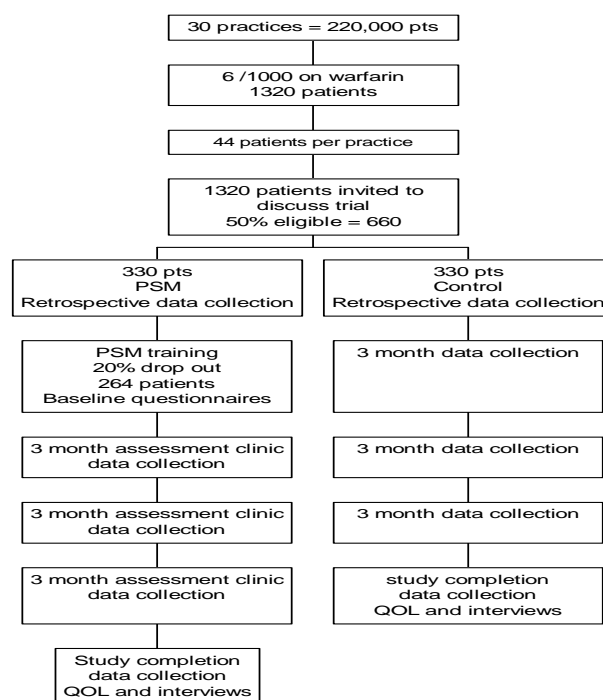 30 practices = 220,000 pts
6 /1000 on warfarin
1320 patients
44 patients per practice
1320 patients invited to
discuss trial
50% eligible = 660
330 pts
PSM
Retrospective data collection
330 pts
Control
Retrospective data collection
PSM training
20% drop out
264 patients
Baseline questionnaires
3 month data collection
3 month assessment clinic
data collection
3 month data collection
3 month assessment clinic
data collection
3 month data collection
3 month assessment clinic
data collection
study completion
data collection
QOL and interviews
Study completion
data collection
QOL and interviews